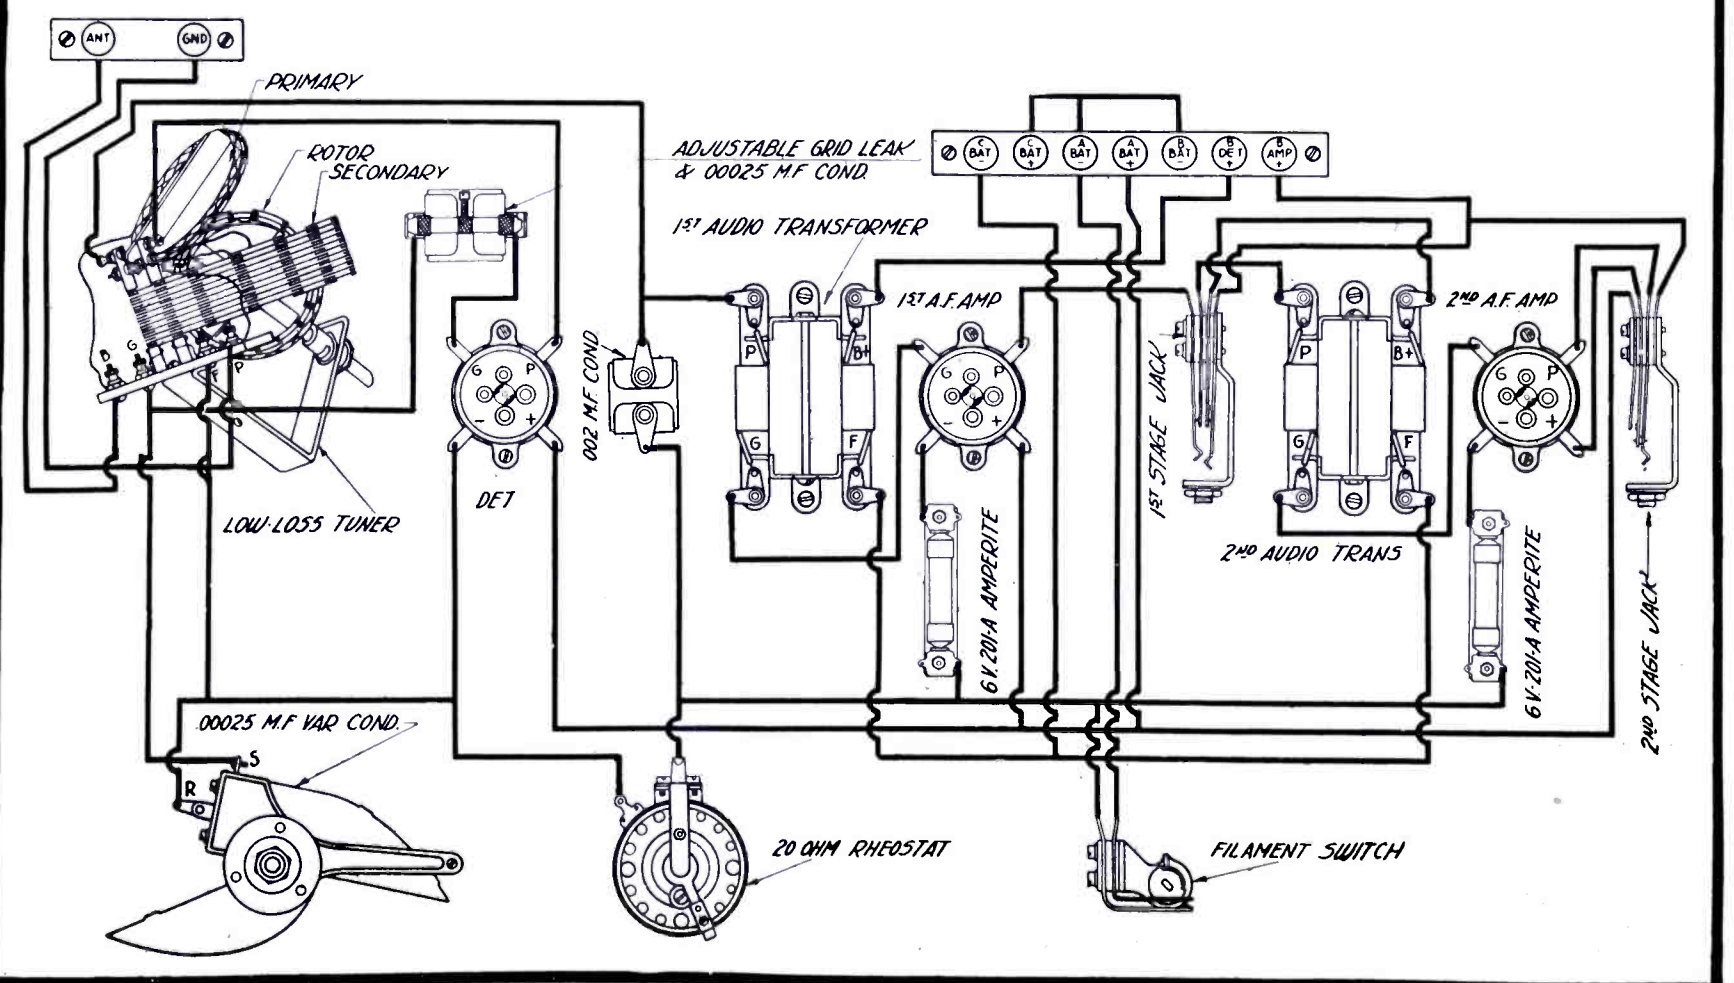 ANT GND
PRIMARY
ROTOR
SECONDARY
ADJUSTABLE GRID LEAK
& 00025 M.F COND.
C BAT - C BAT + A BAT - A BAT + B BAT - B DET + B AMP +
1ST AUDIO TRANSFORMER
1ST A.F. AMP
2ND A.F. AMP
B G F P
G P - +
DET
002 M.F. COND
P B+
G F
G P - +
1ST STAGE JACK
P B+
G F
G P - +
LOW-LOSS TUNER
2ND AUDIO TRANS
6V. 201-A AMPERITE
6V-201-A AMPERITE
2ND STAGE JACK
.00025 M.F VAR COND.
S
R
20 OHM RHEOSTAT
FILAMENT SWITCH